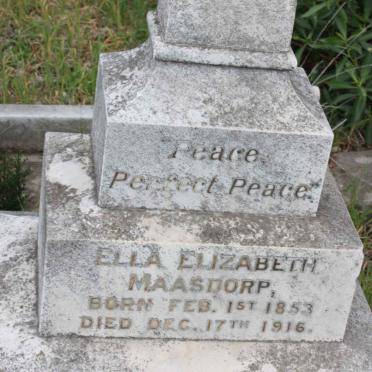 Peace,
Perfect Peace
ELLA ELIZABETH
MAASDORP,
BORN FEB. 1ST 1853
DIED DEC. 17TH 1916.